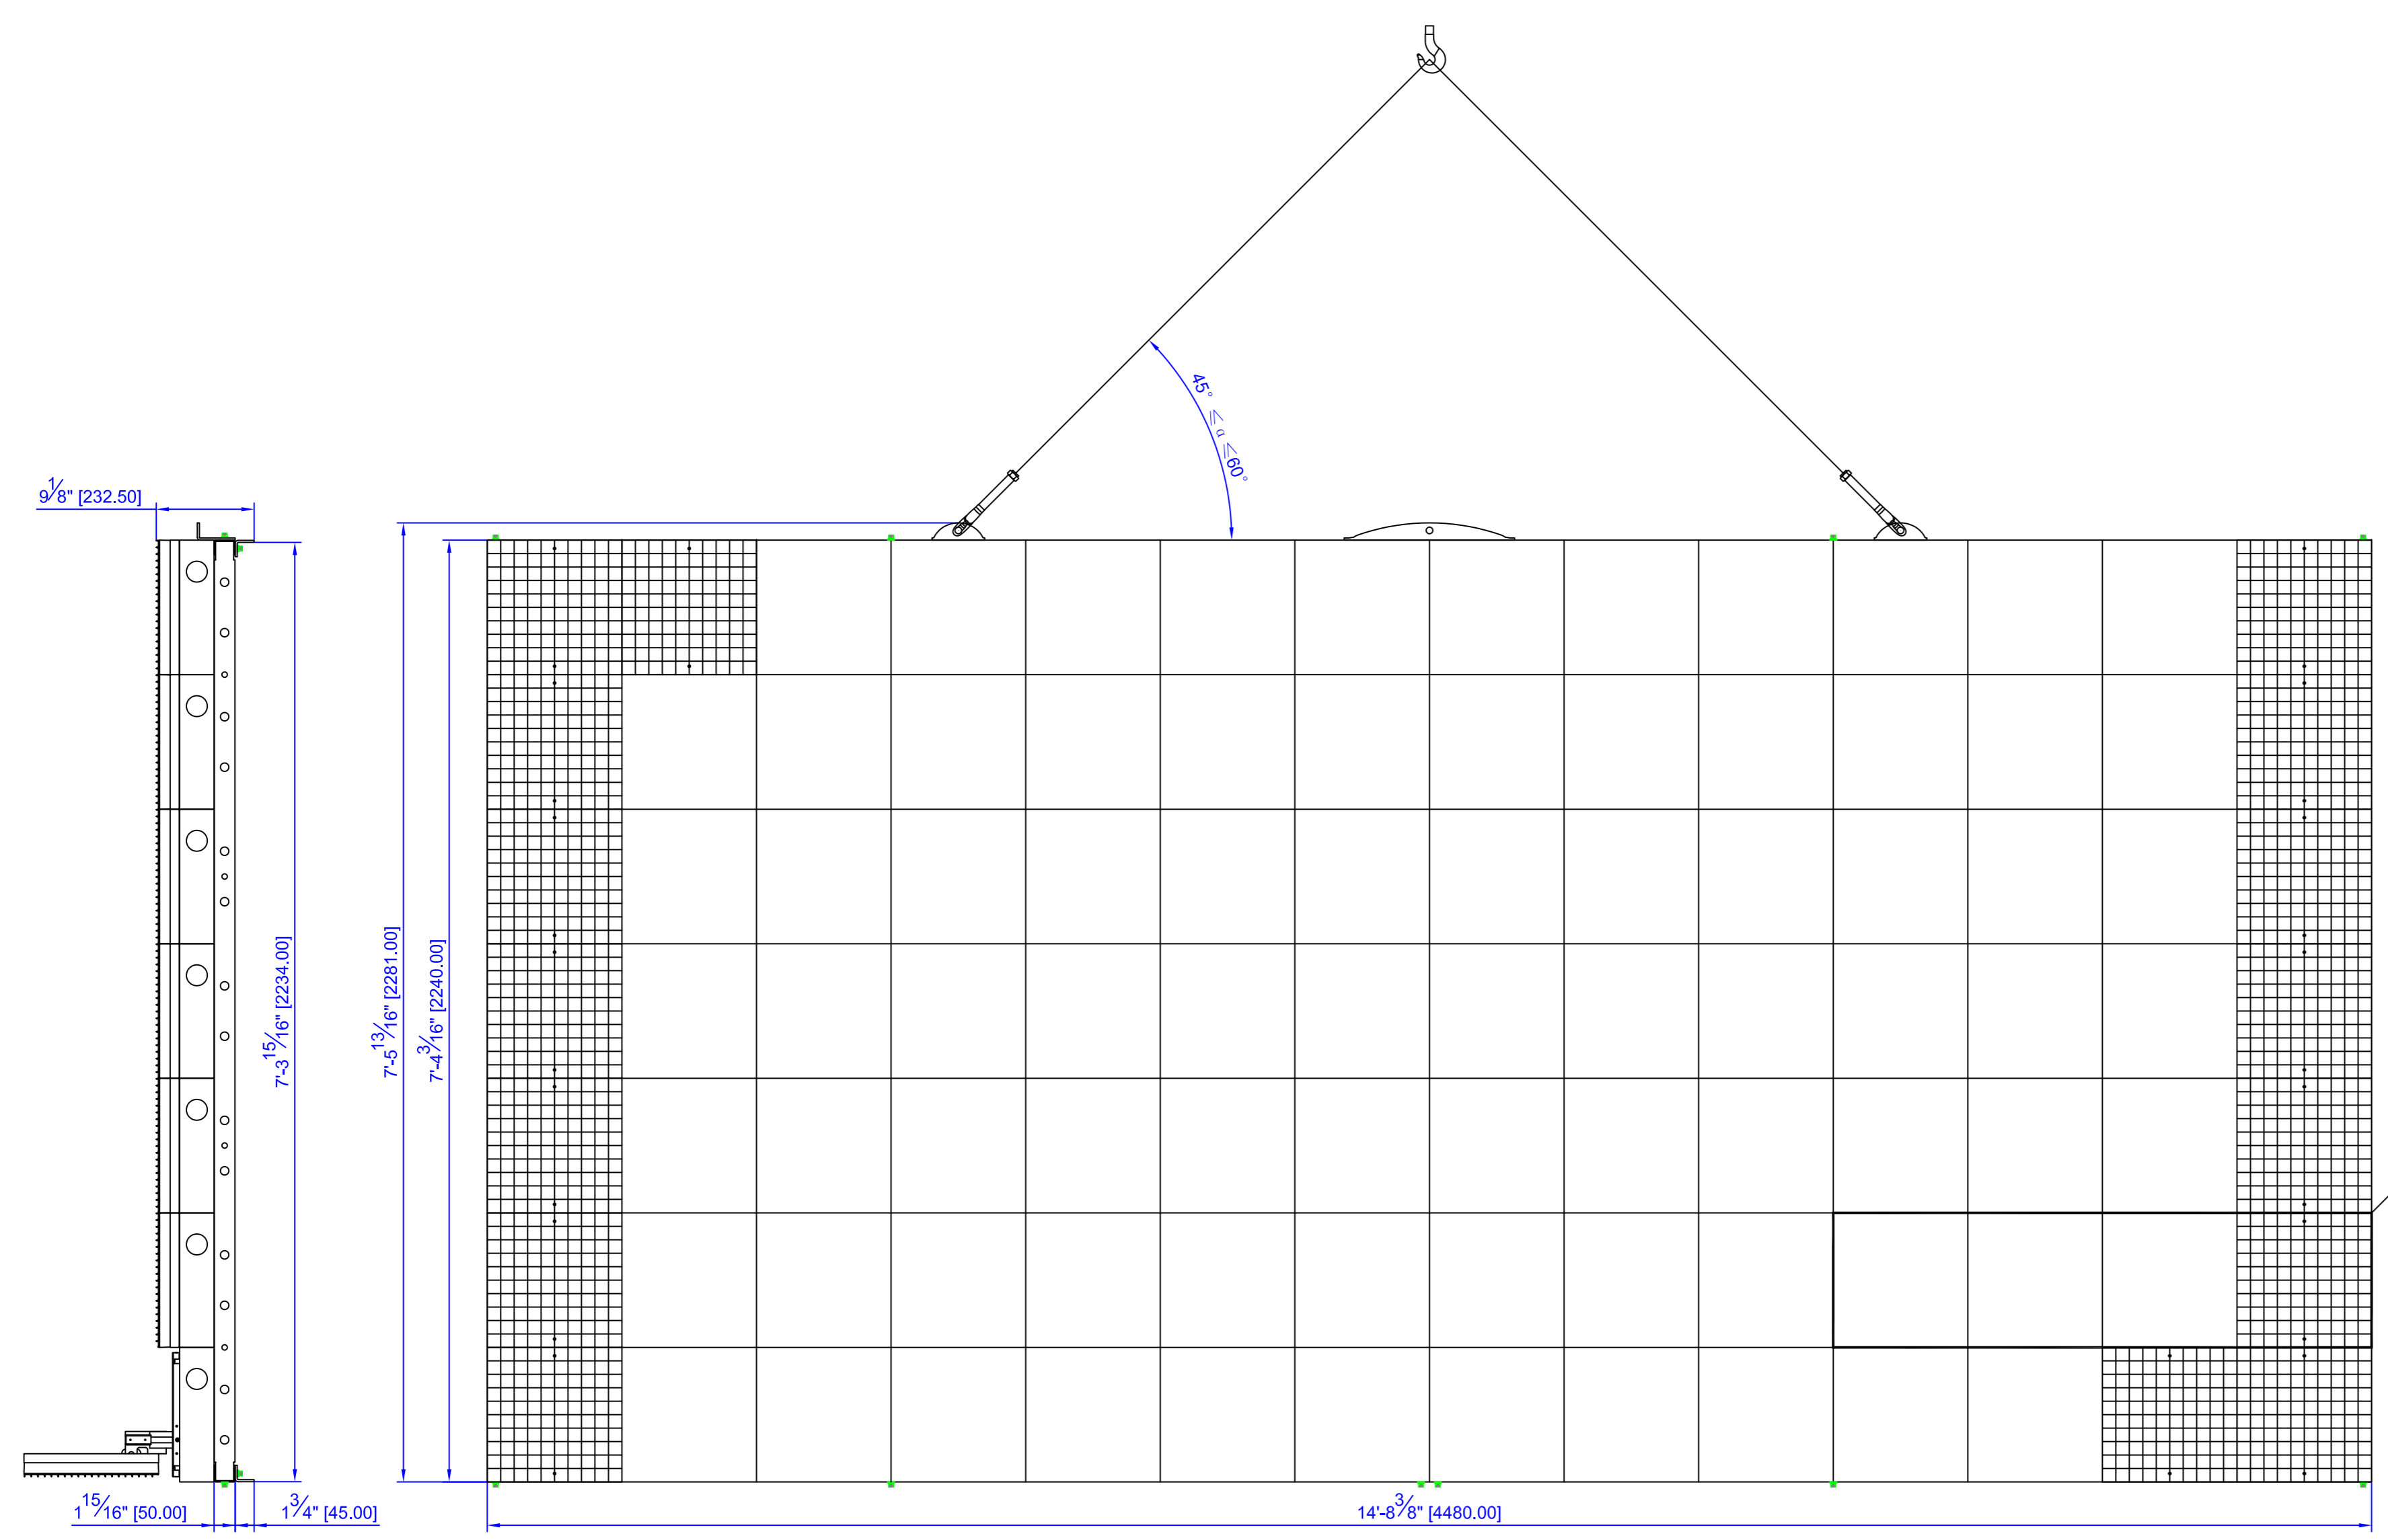 45° ≤ α ≤60°
9 1/8" [232.50]
7'-3 15/16" [2234.00]
7'-5 13/16" [2281.00]
7'-4 3/16" [2240.00]
1 15/16" [50.00]
1 3/4" [45.00]
14'-8 3/8" [4480.00]